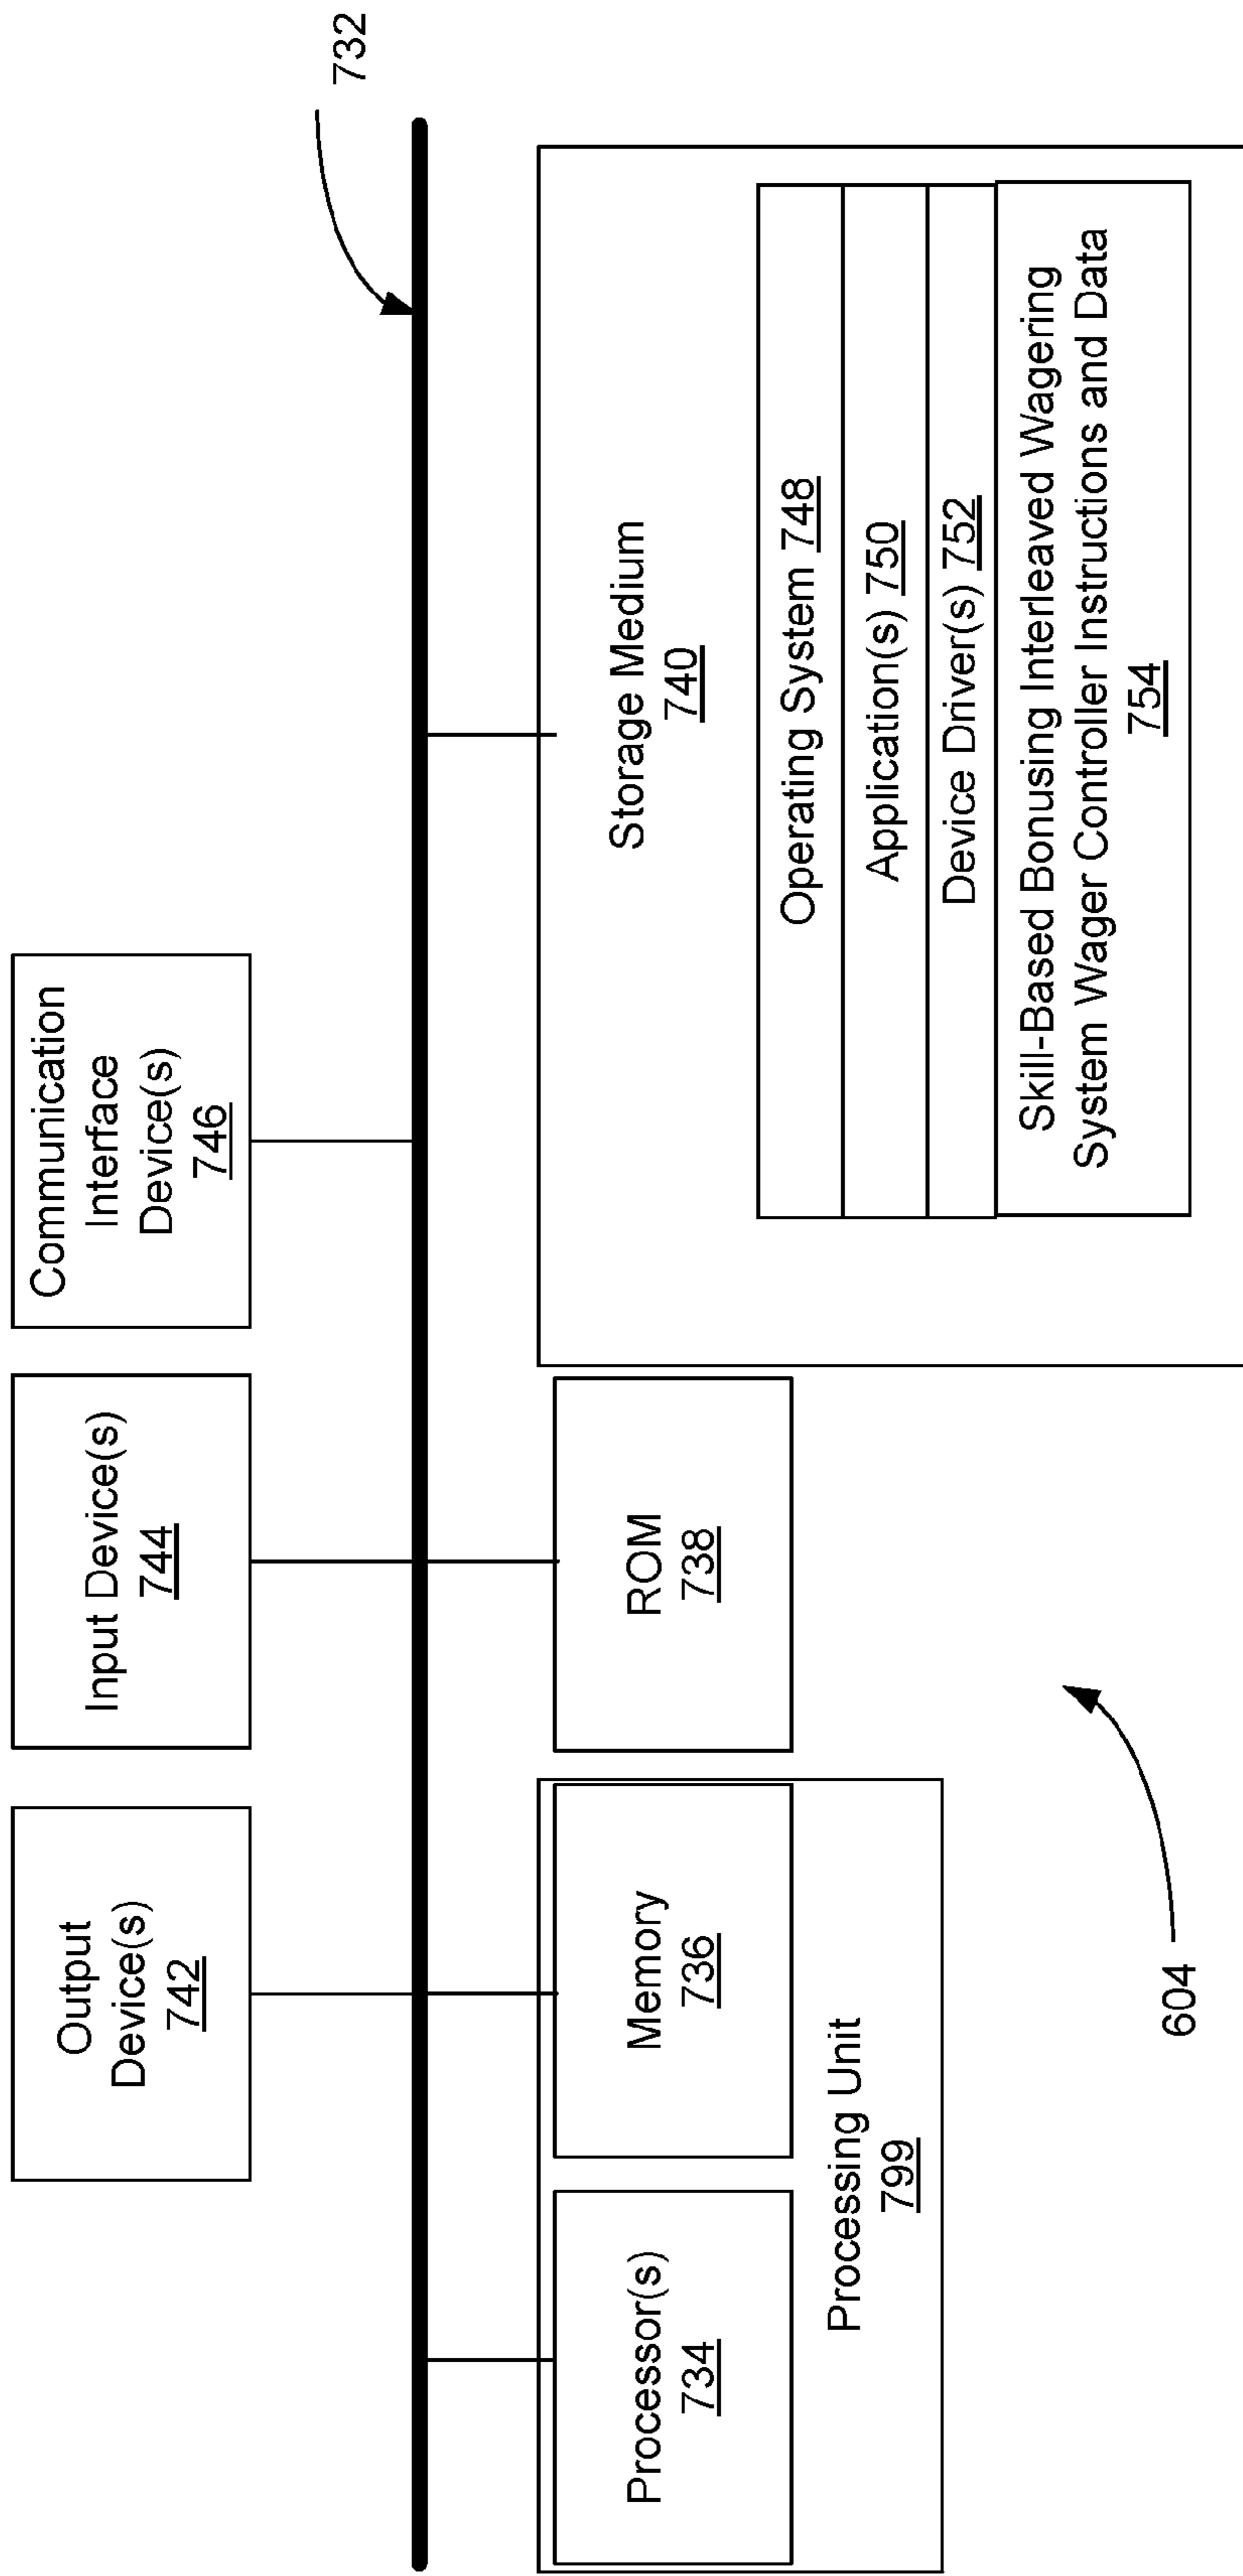 732
Output
Device(s)
742
Input Device(s)
744
Communication
Interface
Device(s)
746
Processor(s)
734
Memory
736
Processing Unit
799
ROM
738
Storage Medium
740
Operating System 748
Application(s) 750
Device Driver(s) 752
Skill-Based Bonusing Interleaved Wagering
System Wager Controller Instructions and Data
754
604